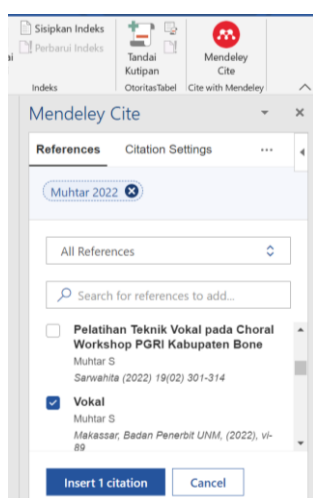 Sisipkan Indeks
Perbarui Indeks
Tandai
Kutipan
Mendeley
Cite
Indeks
OtoritasTabel
Cite with Mendeley
Mendeley Cite
References
Citation Settings
...
Muhtar 2022
All References
Search for references to add...
Pelatihan Teknik Vokal pada Choral
Workshop PGRI Kabupaten Bone
Muhtar S
Sarwahita (2022) 19(02) 301-314
Vokal
Muhtar S
Makassar, Badan Penerbit UNM, (2022), vi-
89
Insert 1 citation
Cancel